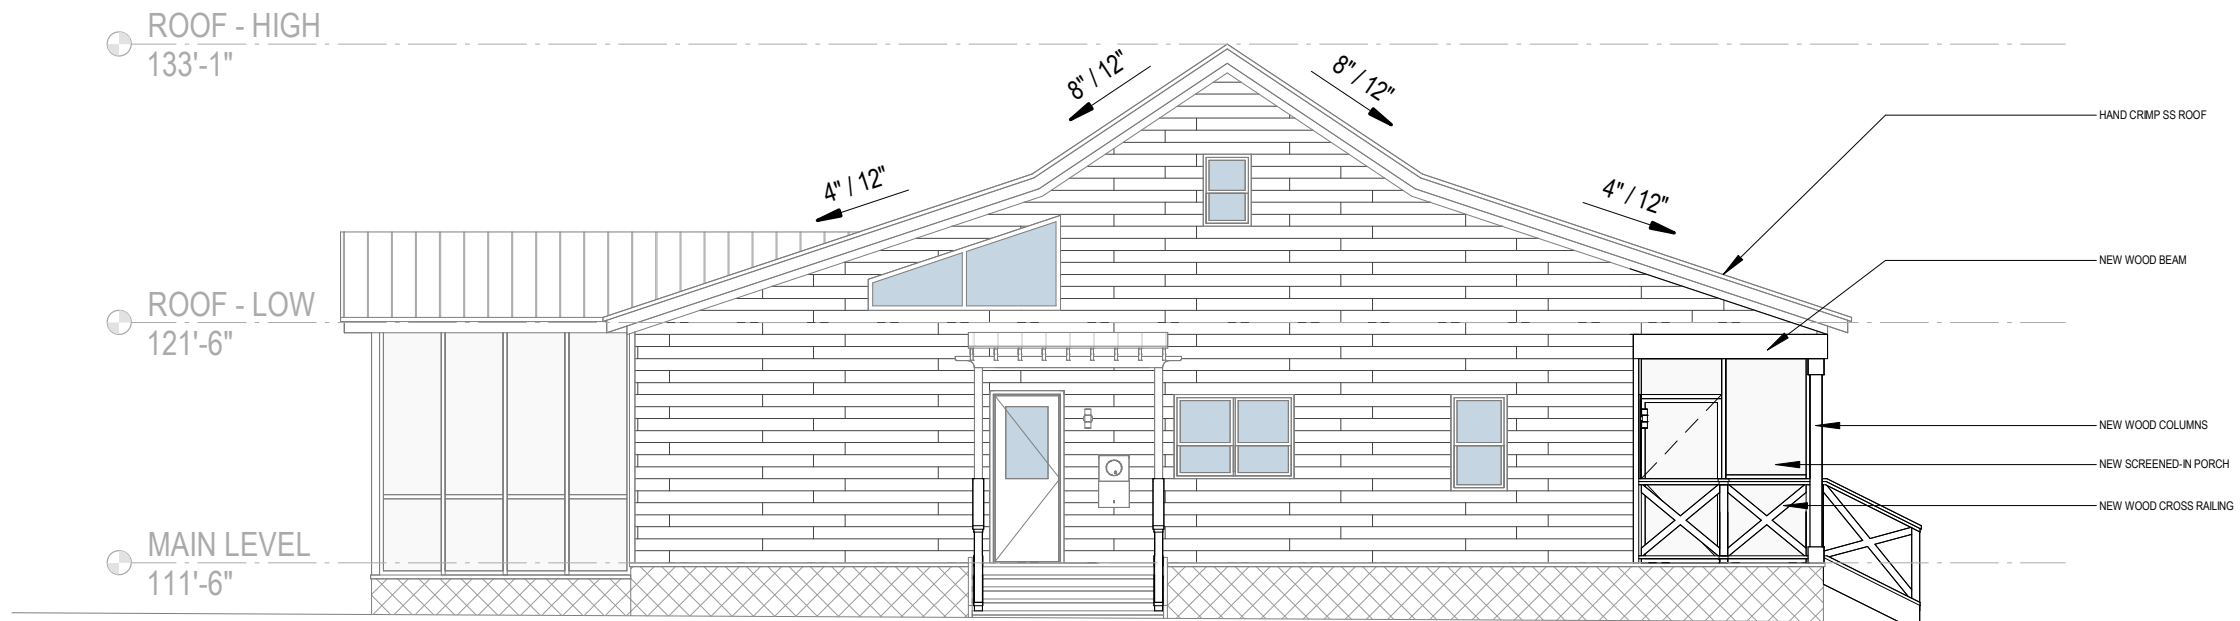 ROOF - HIGH
133'-1"
8" / 12"
8" / 12"
HAND CRIMP SS ROOF
4" / 12"
4" / 12"
NEW WOOD BEAM
ROOF - LOW
121'-6"
NEW WOOD COLUMNS
NEW SCREENED-IN PORCH
NEW WOOD CROSS RAILING
MAIN LEVEL
111'-6"